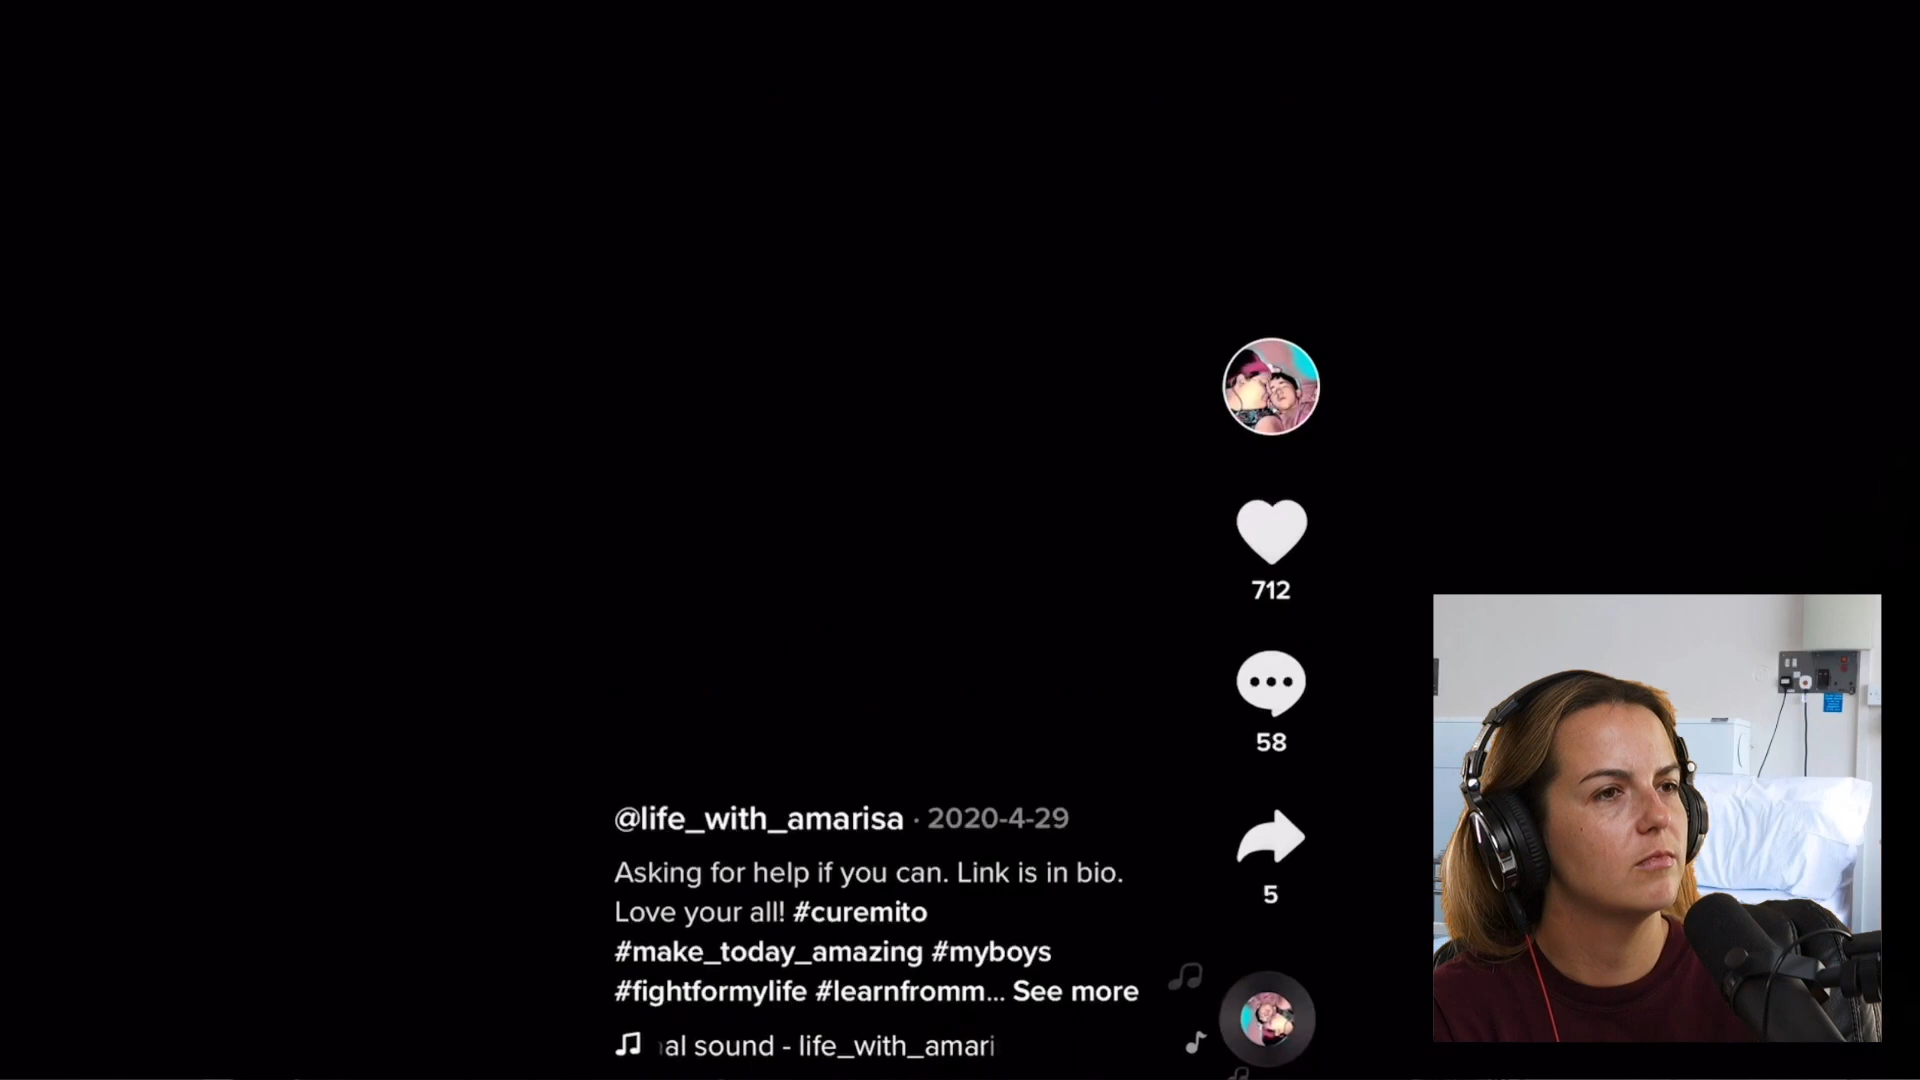 712
58
@life_with_amarisa · 2020-4-29
5
Asking for help if you can. Link is in bio.
Love your all! #curemito
#make_today_amazing #myboys
#fightformylife #learnfromm... See more
al sound - life_with_amari